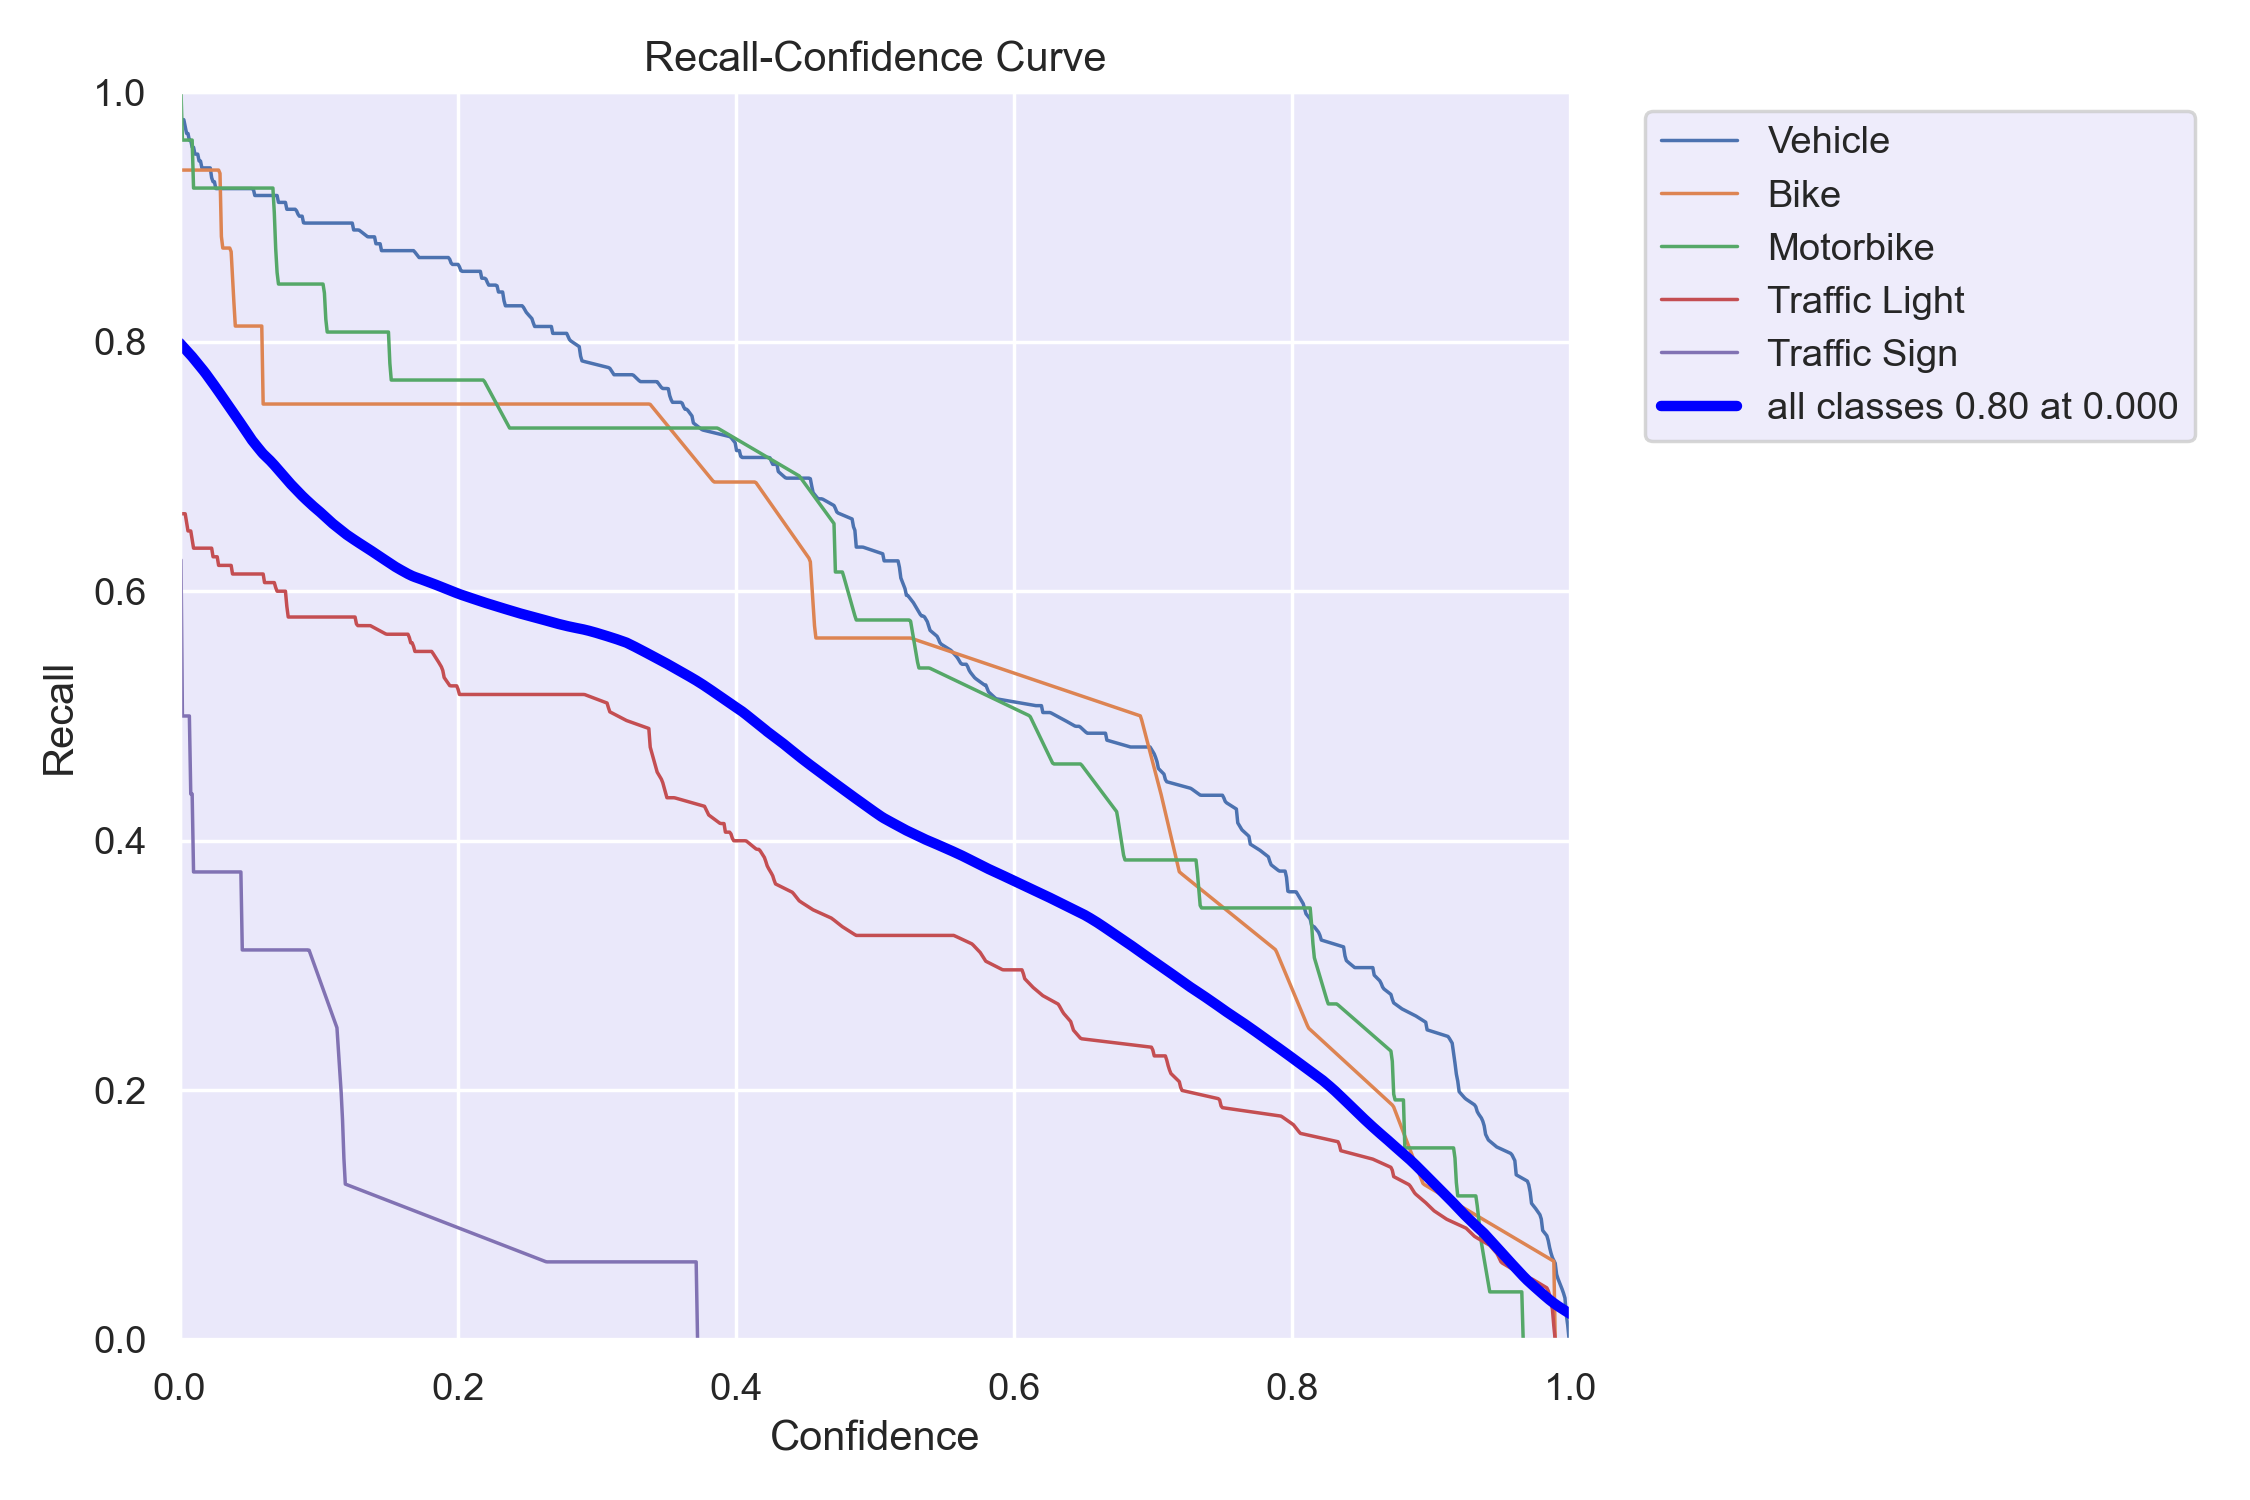 Recall-Confidence Curve
1.0
0.8
0.6
0.4
0.2
0.0
Recall
0.0 0.2 0.4 0.6 0.8 1.0
Confidence
Vehicle
Bike
Motorbike
Traffic Light
Traffic Sign
all classes 0.80 at 0.000